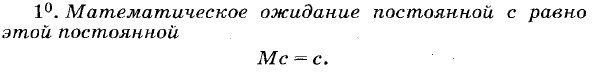 1⁰. Математическое ожидание постоянной с равно
этой постоянной
Mc = c.